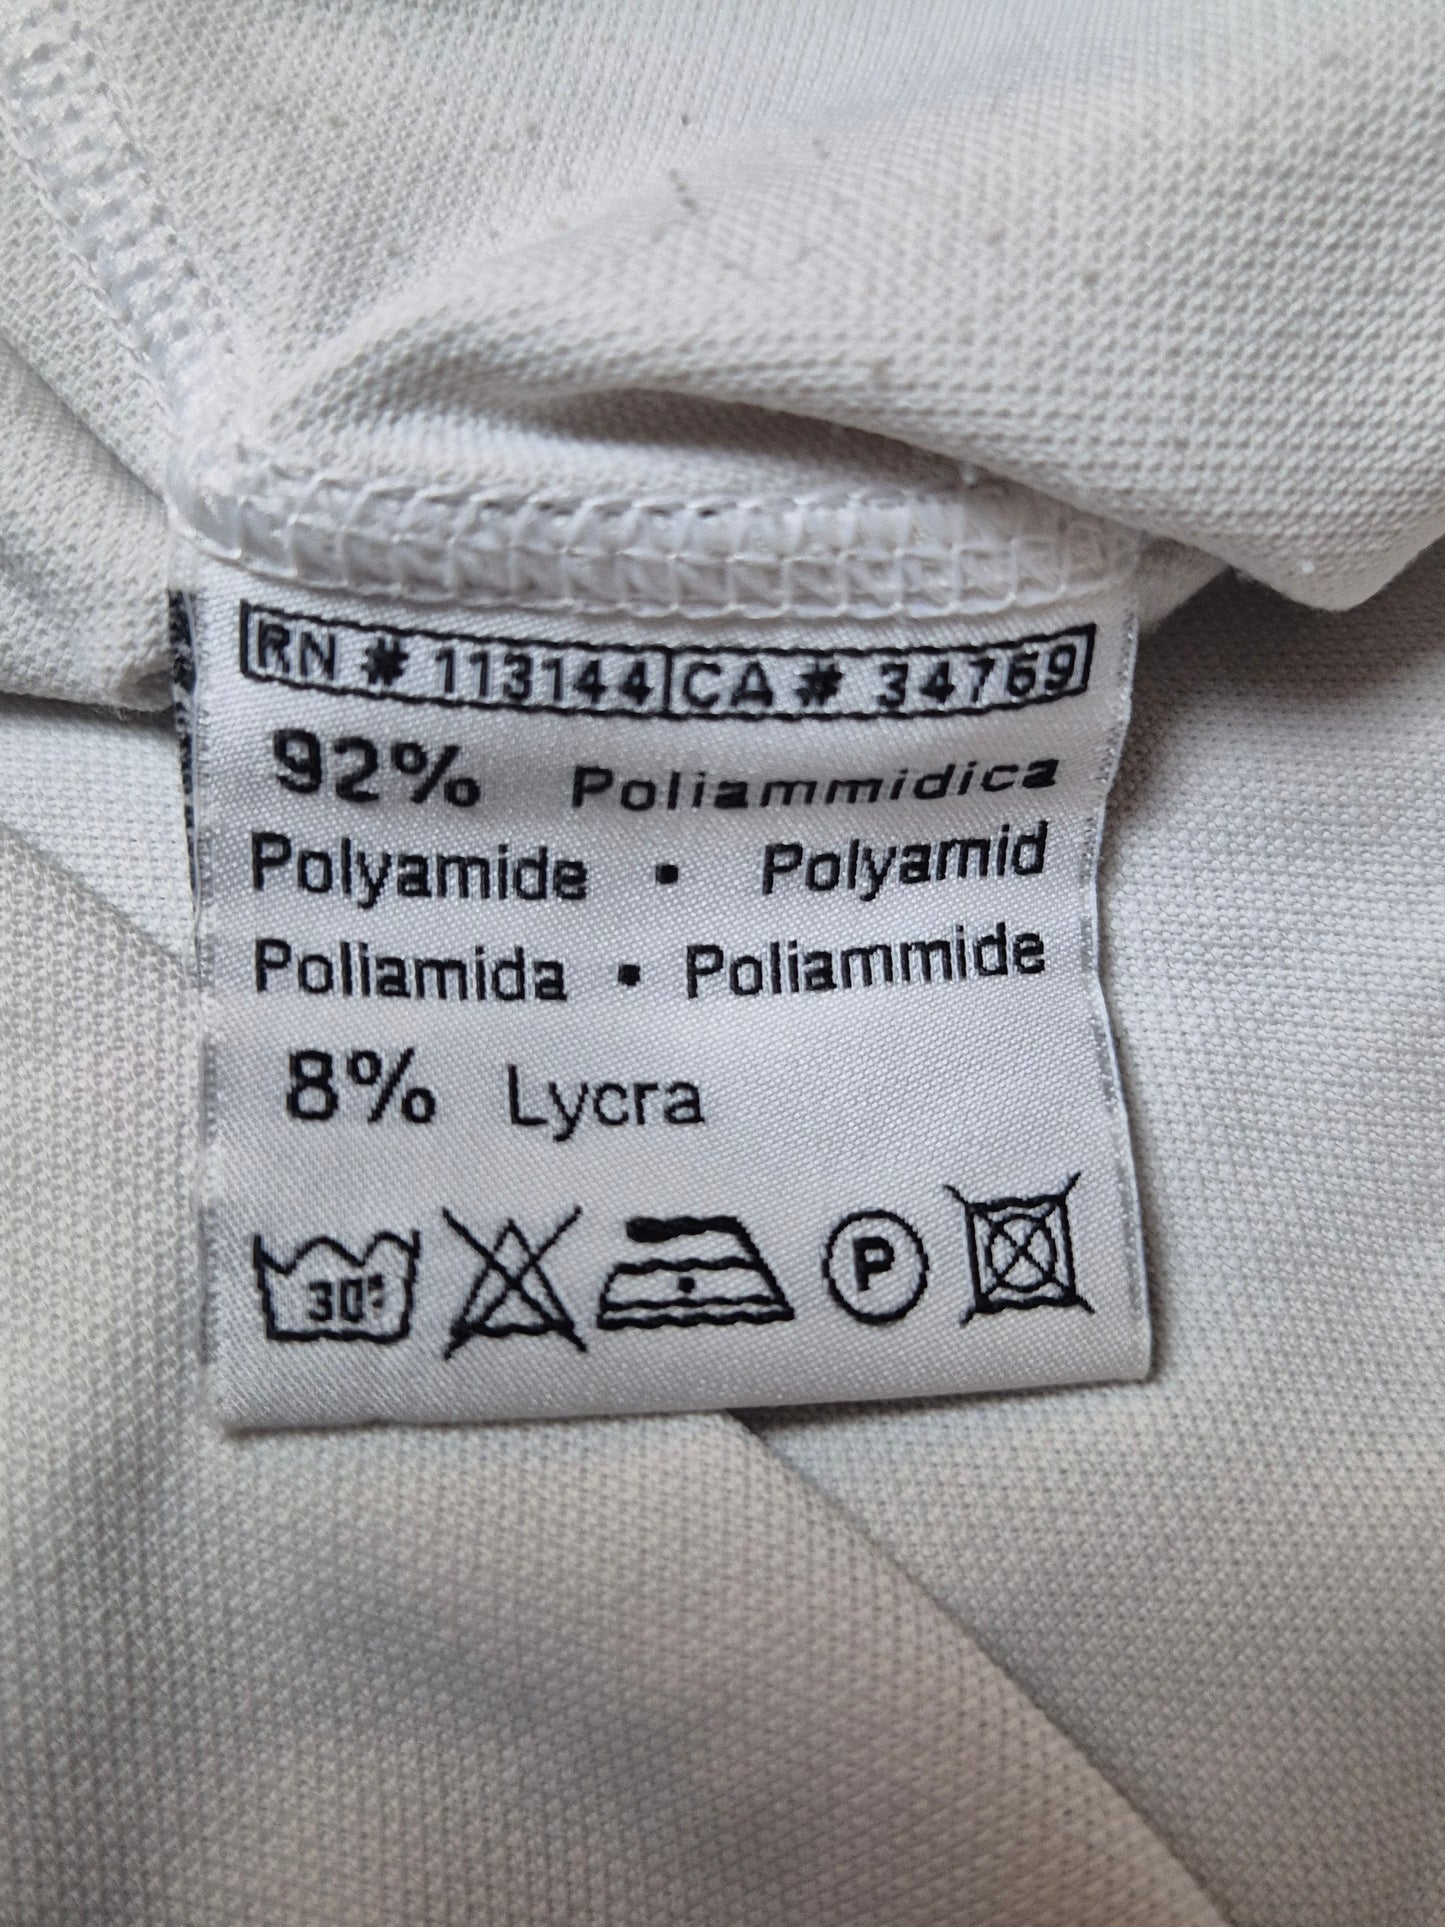 RN # 113144 CA # 34769
92% Poliammidica
Polyamide • Polyamid
Poliamida • Poliammide
8% Lycra
30° P